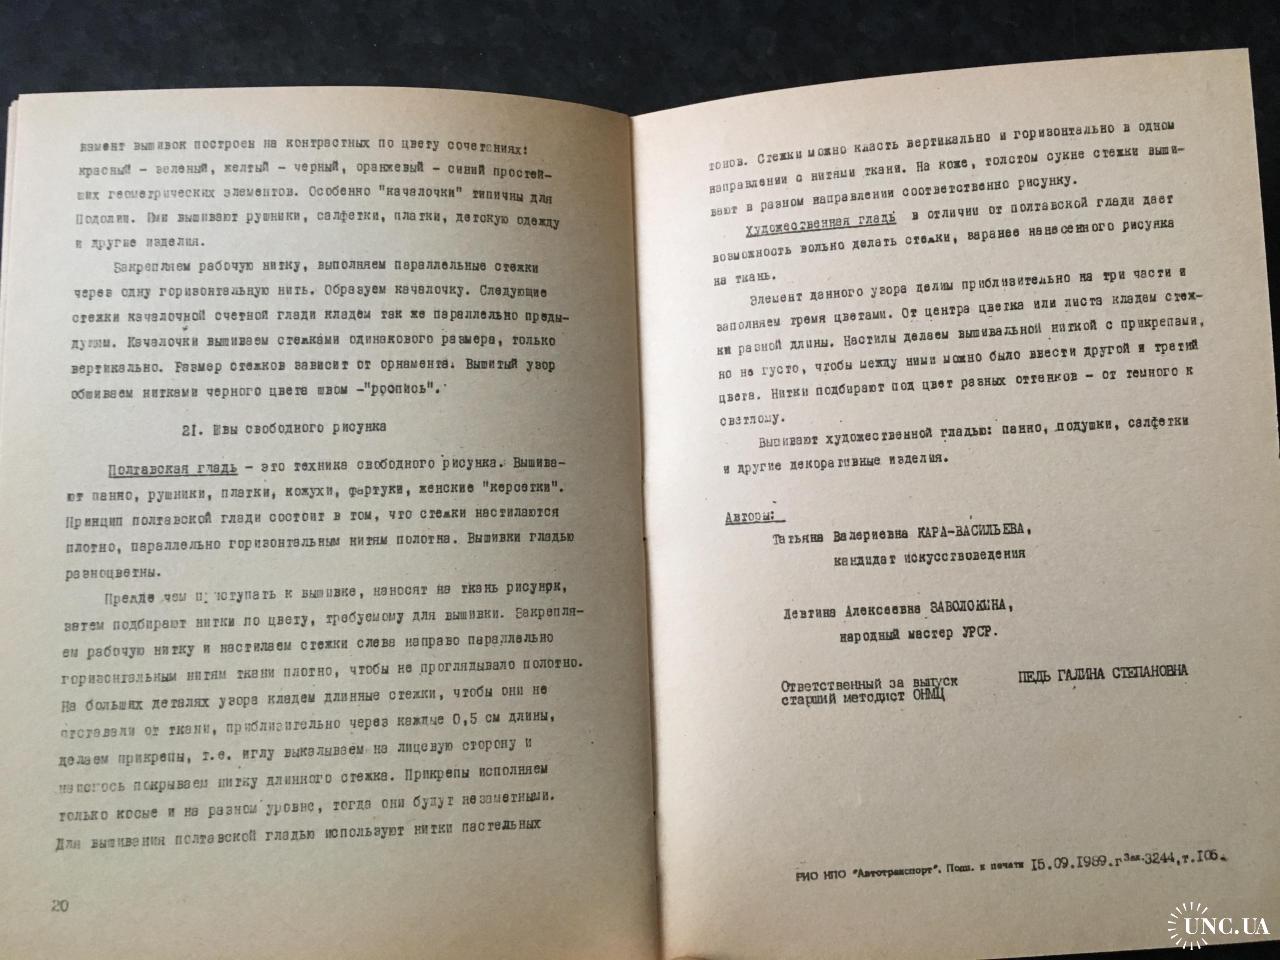 намент вышивок построен на контрастных по цвету сочетаниях:
красный - зеленый, желтый - черный, оранжевый - синий простей-
ших геометрических элементов. Особенно "качалочки" типичны для
Подолии. Ими вышивают рушники, салфетки, платки, детскую одежду
и другие изделия.
Закрепляем рабочую нитку, выполняем параллельные стежки
через одну горизонтальную нить. Образуем качалочку. Следующие
стежки качалочной счетной глади кладем так же параллельно преды-
дущим. Качалочки вышиваем стежками одинакового размера, только
вертикально. Размер стежков зависит от орнамента. Вышитый узор
обшиваем нитками черного цвета швом -"роопись".
21. Швы свободного рисунка
Полтавская гладь - это техника свободного рисунка. Вышива-
ют панно, рушники, платки, кожухи, фартуки, женские "керсетки".
Принцип полтавской глади состоит в том, что стежки настилаются
плотно, параллельно горизонтальным нитям полотна. Вышивки гладью
разноцветны.
Прежде чем приступать к вышивке, наносят на ткань рисунрк,
затем подбирают нитки по цвету, требуемому для вышивки. Закрепля-
ем рабочую нитку и настилаем стежки слева направо параллельно
горизонтальным нитям ткани плотно, чтобы не проглядывало полотно.
На больших деталях узора кладем длинные стежки, чтобы они не
отставали от ткани, приблизительно через каждые 0,5 см длины,
делаем прикрепы, т.е. иглу выкалываем на лицевую сторону и
наискось покрываем нитку длинного стежка. Прикрепы исполняем
только косые и на разном уровне, тогда они будут незаметными.
Для вышивания полтавской гладью используют нитки пастельных
20
тонов. Стежки можно класть вертикально и горизонтально в одном
направлении с нитями ткани. На коже, толстом сукне стежки выши-
вают в разном направлении соответственно рисунку.
Художественная гладь в отличии от полтавской глади дает
возможность вольно делать стежки, заранее нанесенного рисунка
на ткань.
Элемент данного узора делим приблизительно на три части и
заполняем тремя цветами. От центра цветка или листа кладем стеж-
ки разной длины. Настилы делаем вышивальной ниткой с прикрепами,
но не густо, чтобы между ними можно было ввести другой и третий
цвета. Нитки подбирают под цвет разных оттенков - от темного к
светлому.
Вышивают художественной гладью: панно, подушки, салфетки
и другие декоративные изделия.
Авторы:
Татьяна Валериевна КАРА-ВАСИЛЬЕВА,
кандидат искусствоведения
Левтина Алексеевна ЗАВОЛОКИНА,
народный мастер УРСР.
Ответственный за выпуск ПЕДЬ ГАЛИНА СТЕПАНОВНА
старший методист ОНМЦ
РИО НПО "Автотранспорт". Подп. к печати 15.09.1989.г Зак.3244,т.106.
UNC.UA